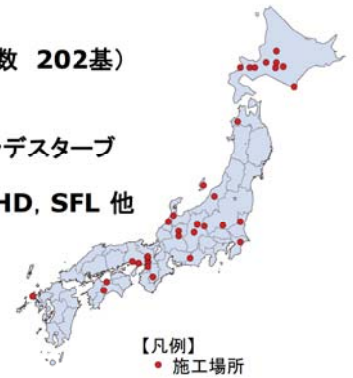 数 202基）
デスターブ
HD, SFL 他
【凡例】
施工場所